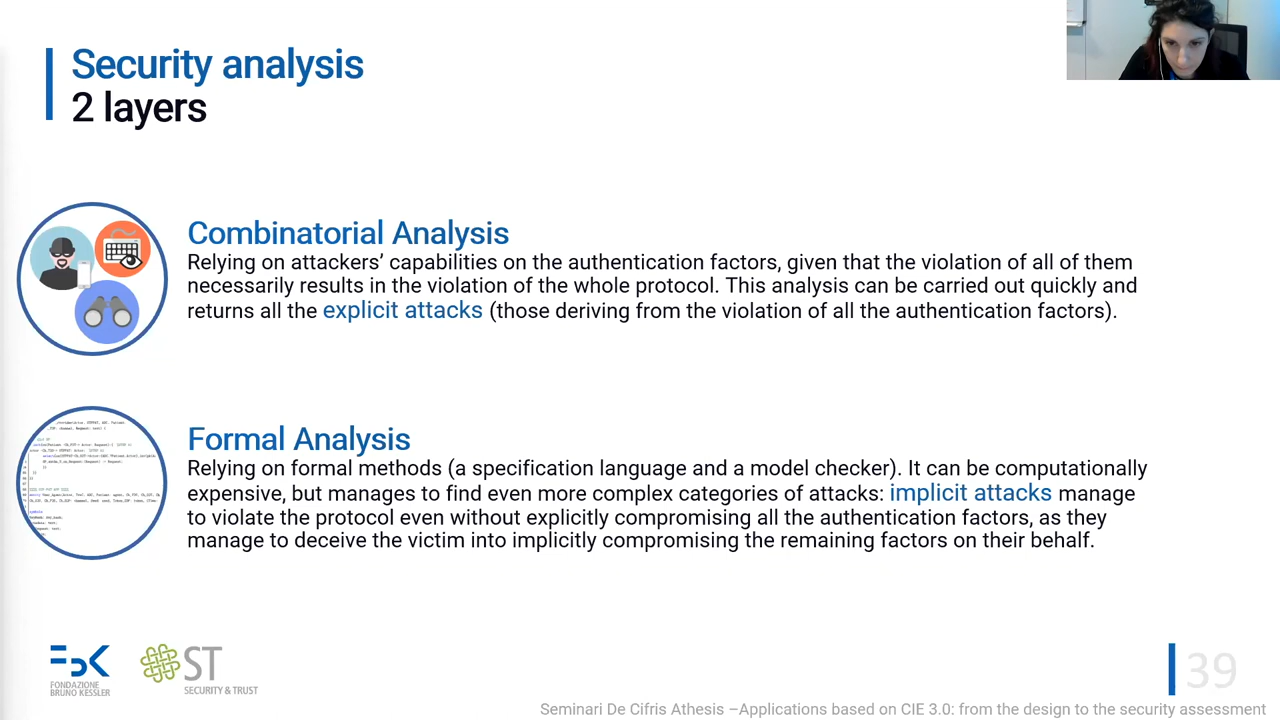 Security analysis
2 layers
Combinatorial Analysis
Relying on attackers' capabilities on the authentication factors, given that the violation of all of them
necessarily results in the violation of the whole protocol. This analysis can be carried out quickly and
returns all the explicit attacks (those deriving from the violation of all the authentication factors).
Formal Analysis
Relying on formal methods (a specification language and a model checker). It can be computationally
expensive, but manages to find even more complex categories of attacks: implicit attacks manage
to violate the protocol even without explicitly compromising all the authentication factors, as they
manage to deceive the victim into implicitly compromising the remaining factors on their behalf.
FBK
FONDAZIONE
BRUNO KESSLER
ST
SECURITY & TRUST
39
Seminari De Cifris Athesis –Applications based on CIE 3.0: from the design to the security assessment